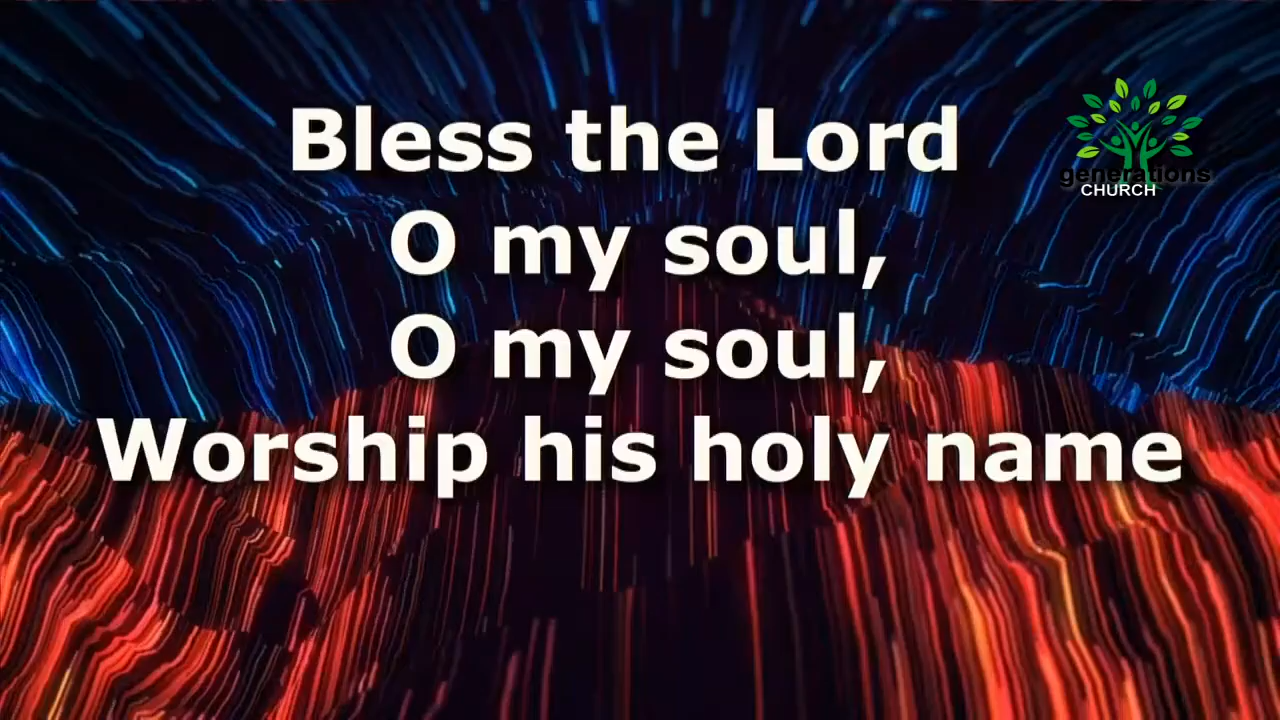 Bless the Lord
O my soul,
O my soul,
Worship his holy name
generations
CHURCH